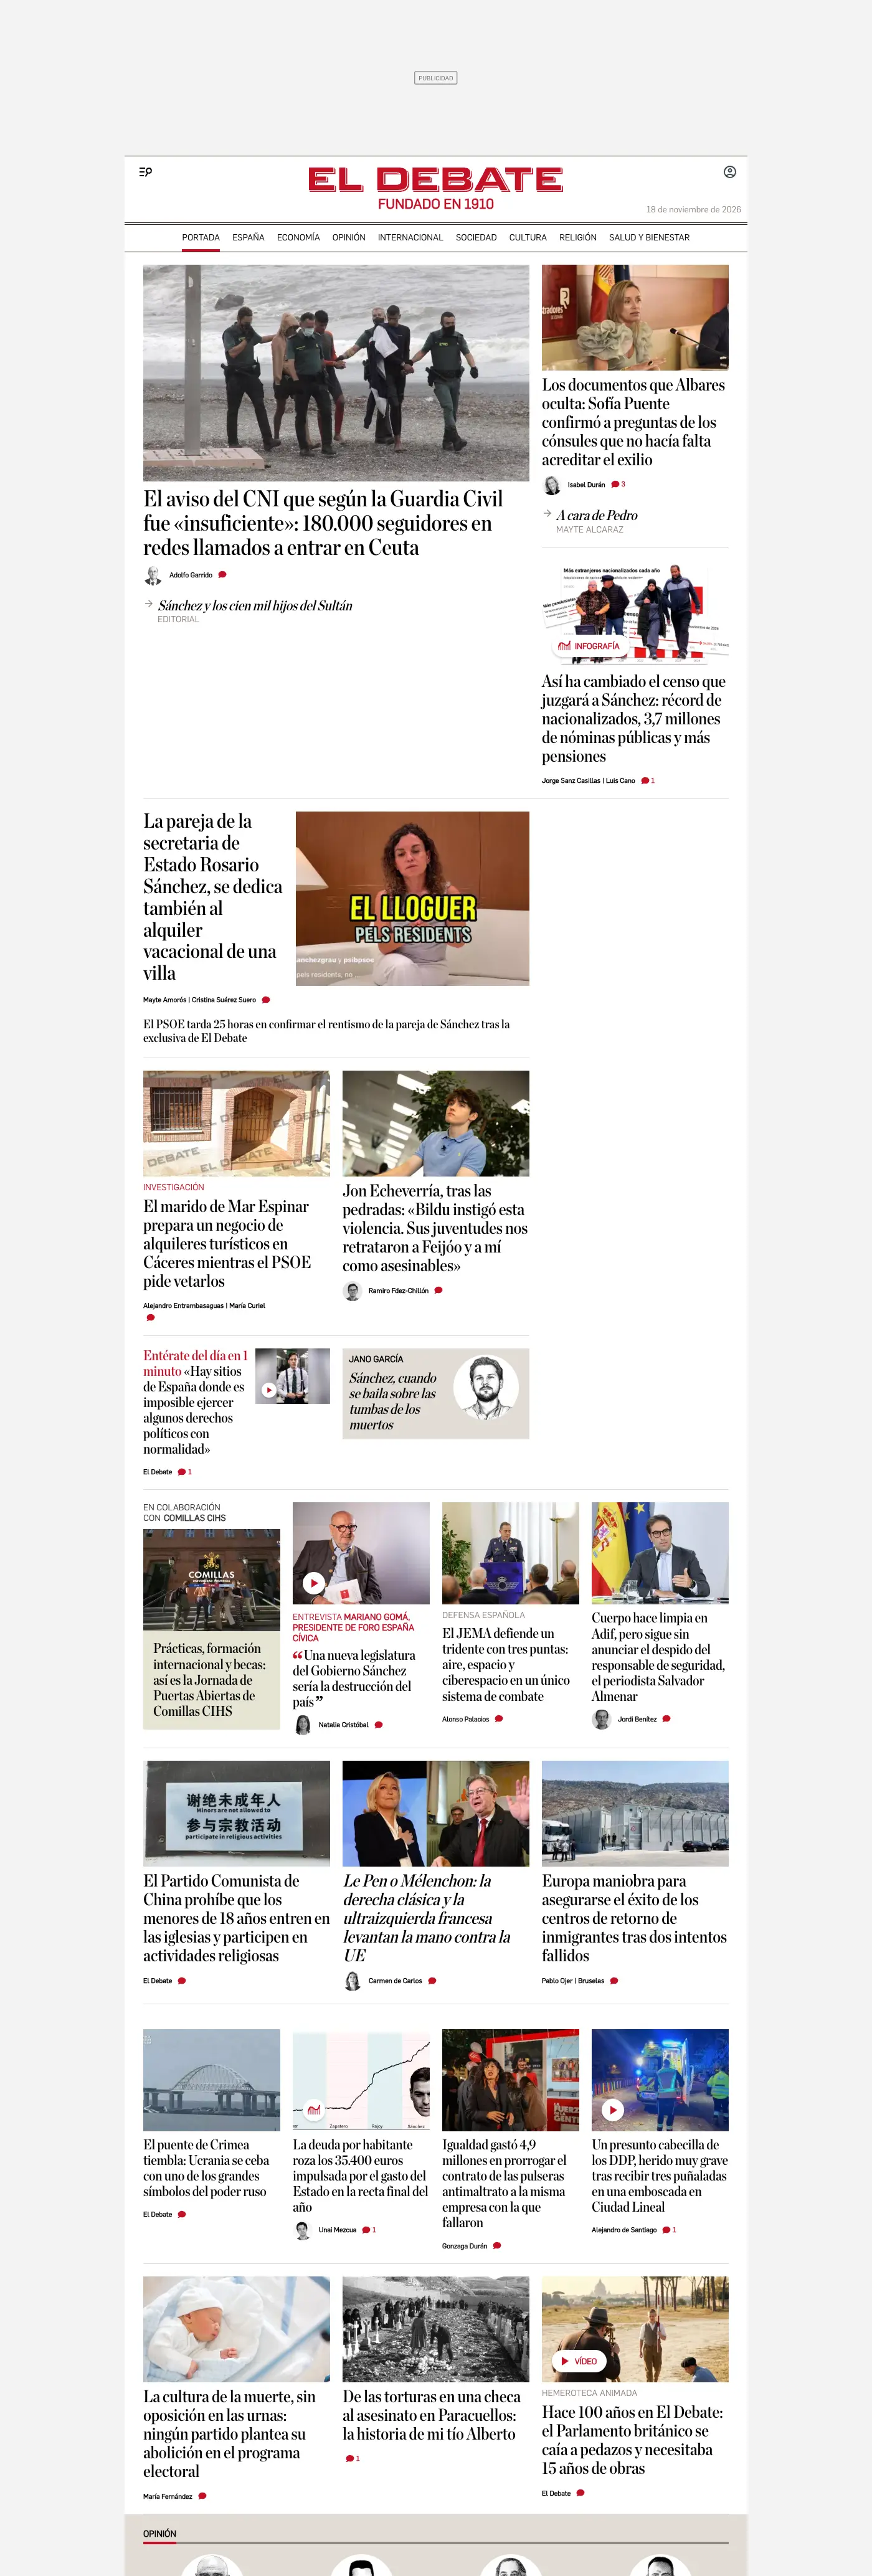 PUBLICIDAD
EL DEBATE
FUNDADO EN 1910
18 de noviembre de 2026
PORTADA ESPAÑA ECONOMÍA OPINIÓN INTERNACIONAL SOCIEDAD CULTURA RELIGIÓN SALUD Y BIENESTAR
El aviso del CNI que según la Guardia Civil
fue «insuficiente»: 180.000 seguidores en
redes llamados a entrar en Ceuta
Adolfo Garrido
Sánchez y los cien mil hijos del Sultán
EDITORIAL
Los documentos que Albares
oculta: Sofía Puente
confirmó a preguntas de los
cónsules que no hacía falta
acreditar el exilio
Isabel Durán 3
A cara de Pedro
MAYTE ALCARAZ
Más extranjeros nacionalizados cada año
INFOGRAFÍA
Así ha cambiado el censo que
juzgará a Sánchez: récord de
nacionalizados, 3,7 millones
de nóminas públicas y más
pensiones
Jorge Sanz Casillas | Luis Cano 1
La pareja de la
secretaria de
Estado Rosario
Sánchez, se dedica
también al
alquiler
vacacional de una
villa
EL LLOGUER
PELS RESIDENTS
anchezgrau y psibpsoe
pels residents, no
Mayte Amorós | Cristina Suárez Suero
El PSOE tarda 25 horas en confirmar el rentismo de la pareja de Sánchez tras la
exclusiva de El Debate
INVESTIGACIÓN
El marido de Mar Espinar
prepara un negocio de
alquileres turísticos en
Cáceres mientras el PSOE
pide vetarlos
Alejandro Entrambasaguas | María Curiel
Jon Echeverría, tras las
pedradas: «Bildu instigó esta
violencia. Sus juventudes nos
retrataron a Feijóo y a mí
como asesinables»
Ramiro Fdez-Chillón
Entérate del día en 1
minuto «Hay sitios
de España donde es
imposible ejercer
algunos derechos
políticos con
normalidad»
El Debate 1
JANO GARCÍA
Sánchez, cuando
se baila sobre las
tumbas de los
muertos
EN COLABORACIÓN
CON COMILLAS CIHS
COMILLAS
Prácticas, formación
internacional y becas:
así es la Jornada de
Puertas Abiertas de
Comillas CIHS
ENTREVISTA MARIANO GOMÁ,
PRESIDENTE DE FORO ESPAÑA
CÍVICA
“Una nueva legislatura
del Gobierno Sánchez
sería la destrucción del
país”
Natalia Cristóbal
DEFENSA ESPAÑOLA
El JEMA defiende un
tridente con tres puntas:
aire, espacio y
ciberespacio en un único
sistema de combate
Alonso Palacios
Cuerpo hace limpia en
Adif, pero sigue sin
anunciar el despido del
responsable de seguridad,
el periodista Salvador
Almenar
Jordi Benítez
谢绝未成年人
Minors are not allowed to
参与宗教活动
participate in religious activities
El Partido Comunista de
China prohíbe que los
menores de 18 años entren en
las iglesias y participen en
actividades religiosas
El Debate
Le Pen o Mélenchon: la
derecha clásica y la
ultraizquierda francesa
levantan la mano contra la
UE
Carmen de Carlos
Europa maniobra para
asegurarse el éxito de los
centros de retorno de
inmigrantes tras dos intentos
fallidos
Pablo Ojer | Bruselas
El puente de Crimea
tiembla: Ucrania se ceba
con uno de los grandes
símbolos del poder ruso
El Debate
Zapatero Rajoy Sánchez
La deuda por habitante
roza los 35.400 euros
impulsada por el gasto del
Estado en la recta final del
año
Unai Mezcua 1
Igualdad gastó 4,9
millones en prorrogar el
contrato de las pulseras
antimaltrato a la misma
empresa con la que
fallaron
Gonzaga Durán
Un presunto cabecilla de
los DDP, herido muy grave
tras recibir tres puñaladas
en una emboscada en
Ciudad Lineal
Alejandro de Santiago 1
La cultura de la muerte, sin
oposición en las urnas:
ningún partido plantea su
abolición en el programa
electoral
María Fernández
De las torturas en una checa
al asesinato en Paracuellos:
la historia de mi tío Alberto
1
VÍDEO
HEMEROTECA ANIMADA
Hace 100 años en El Debate:
el Parlamento británico se
caía a pedazos y necesitaba
15 años de obras
El Debate
OPINIÓN